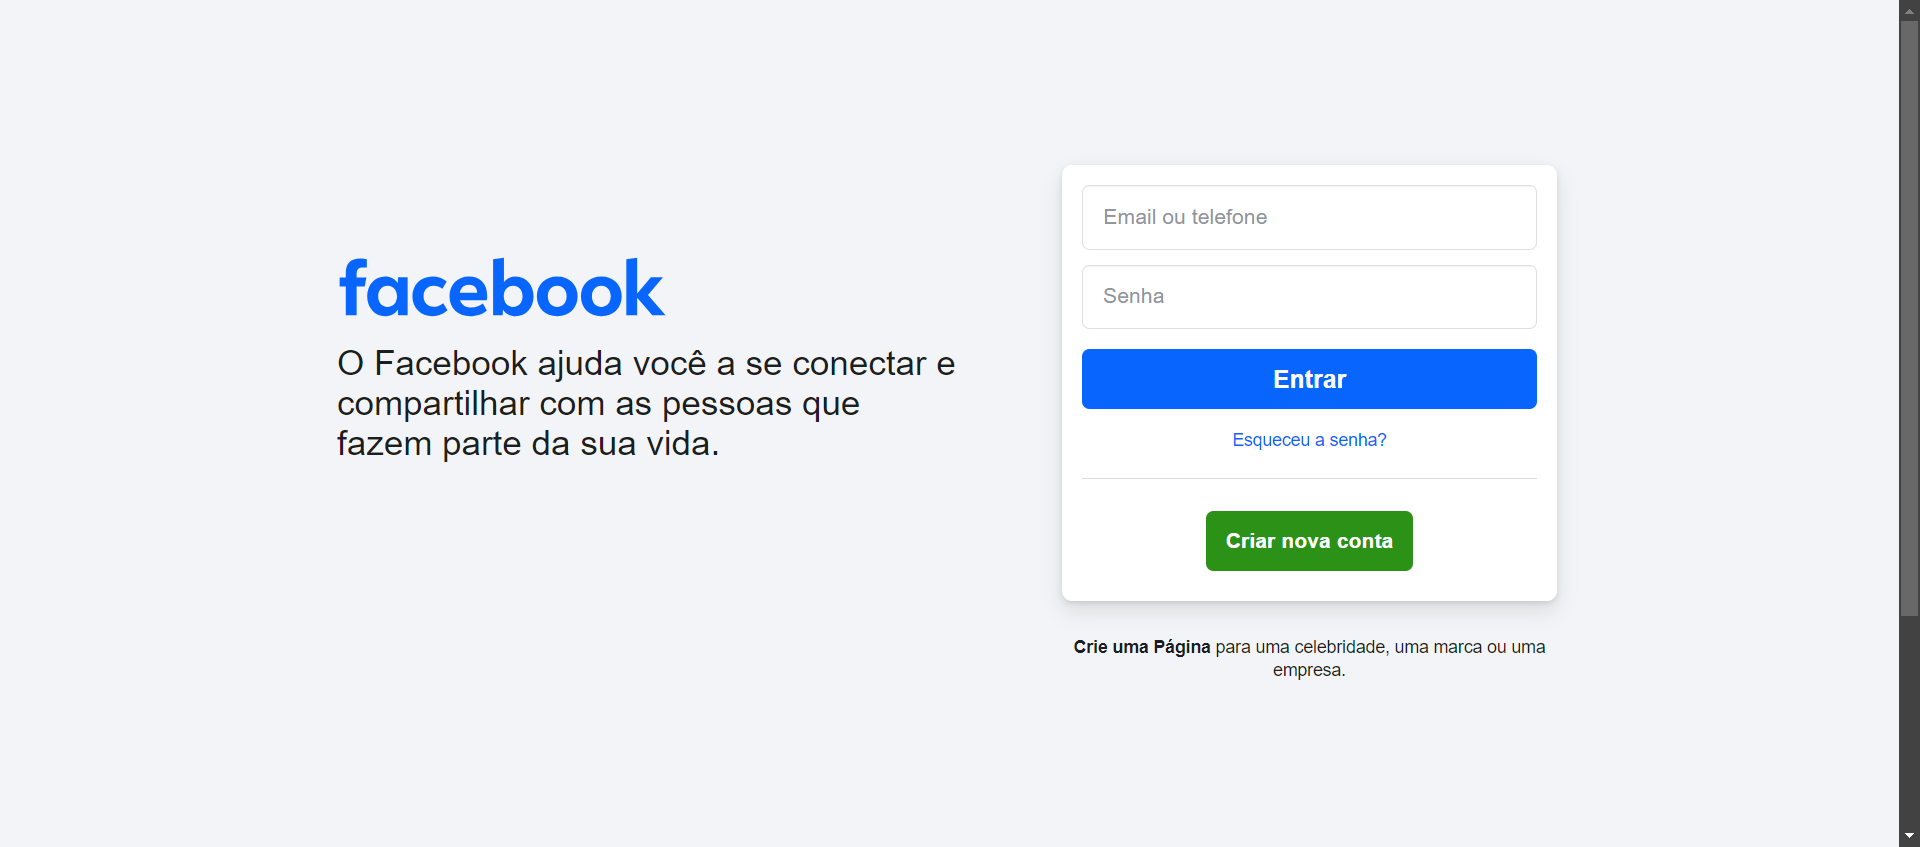 facebook
O Facebook ajuda você a se conectar e
compartilhar com as pessoas que
fazem parte da sua vida.
Email ou telefone
Senha
Entrar
Esqueceu a senha?
Criar nova conta
Crie uma Página para uma celebridade, uma marca ou uma
empresa.